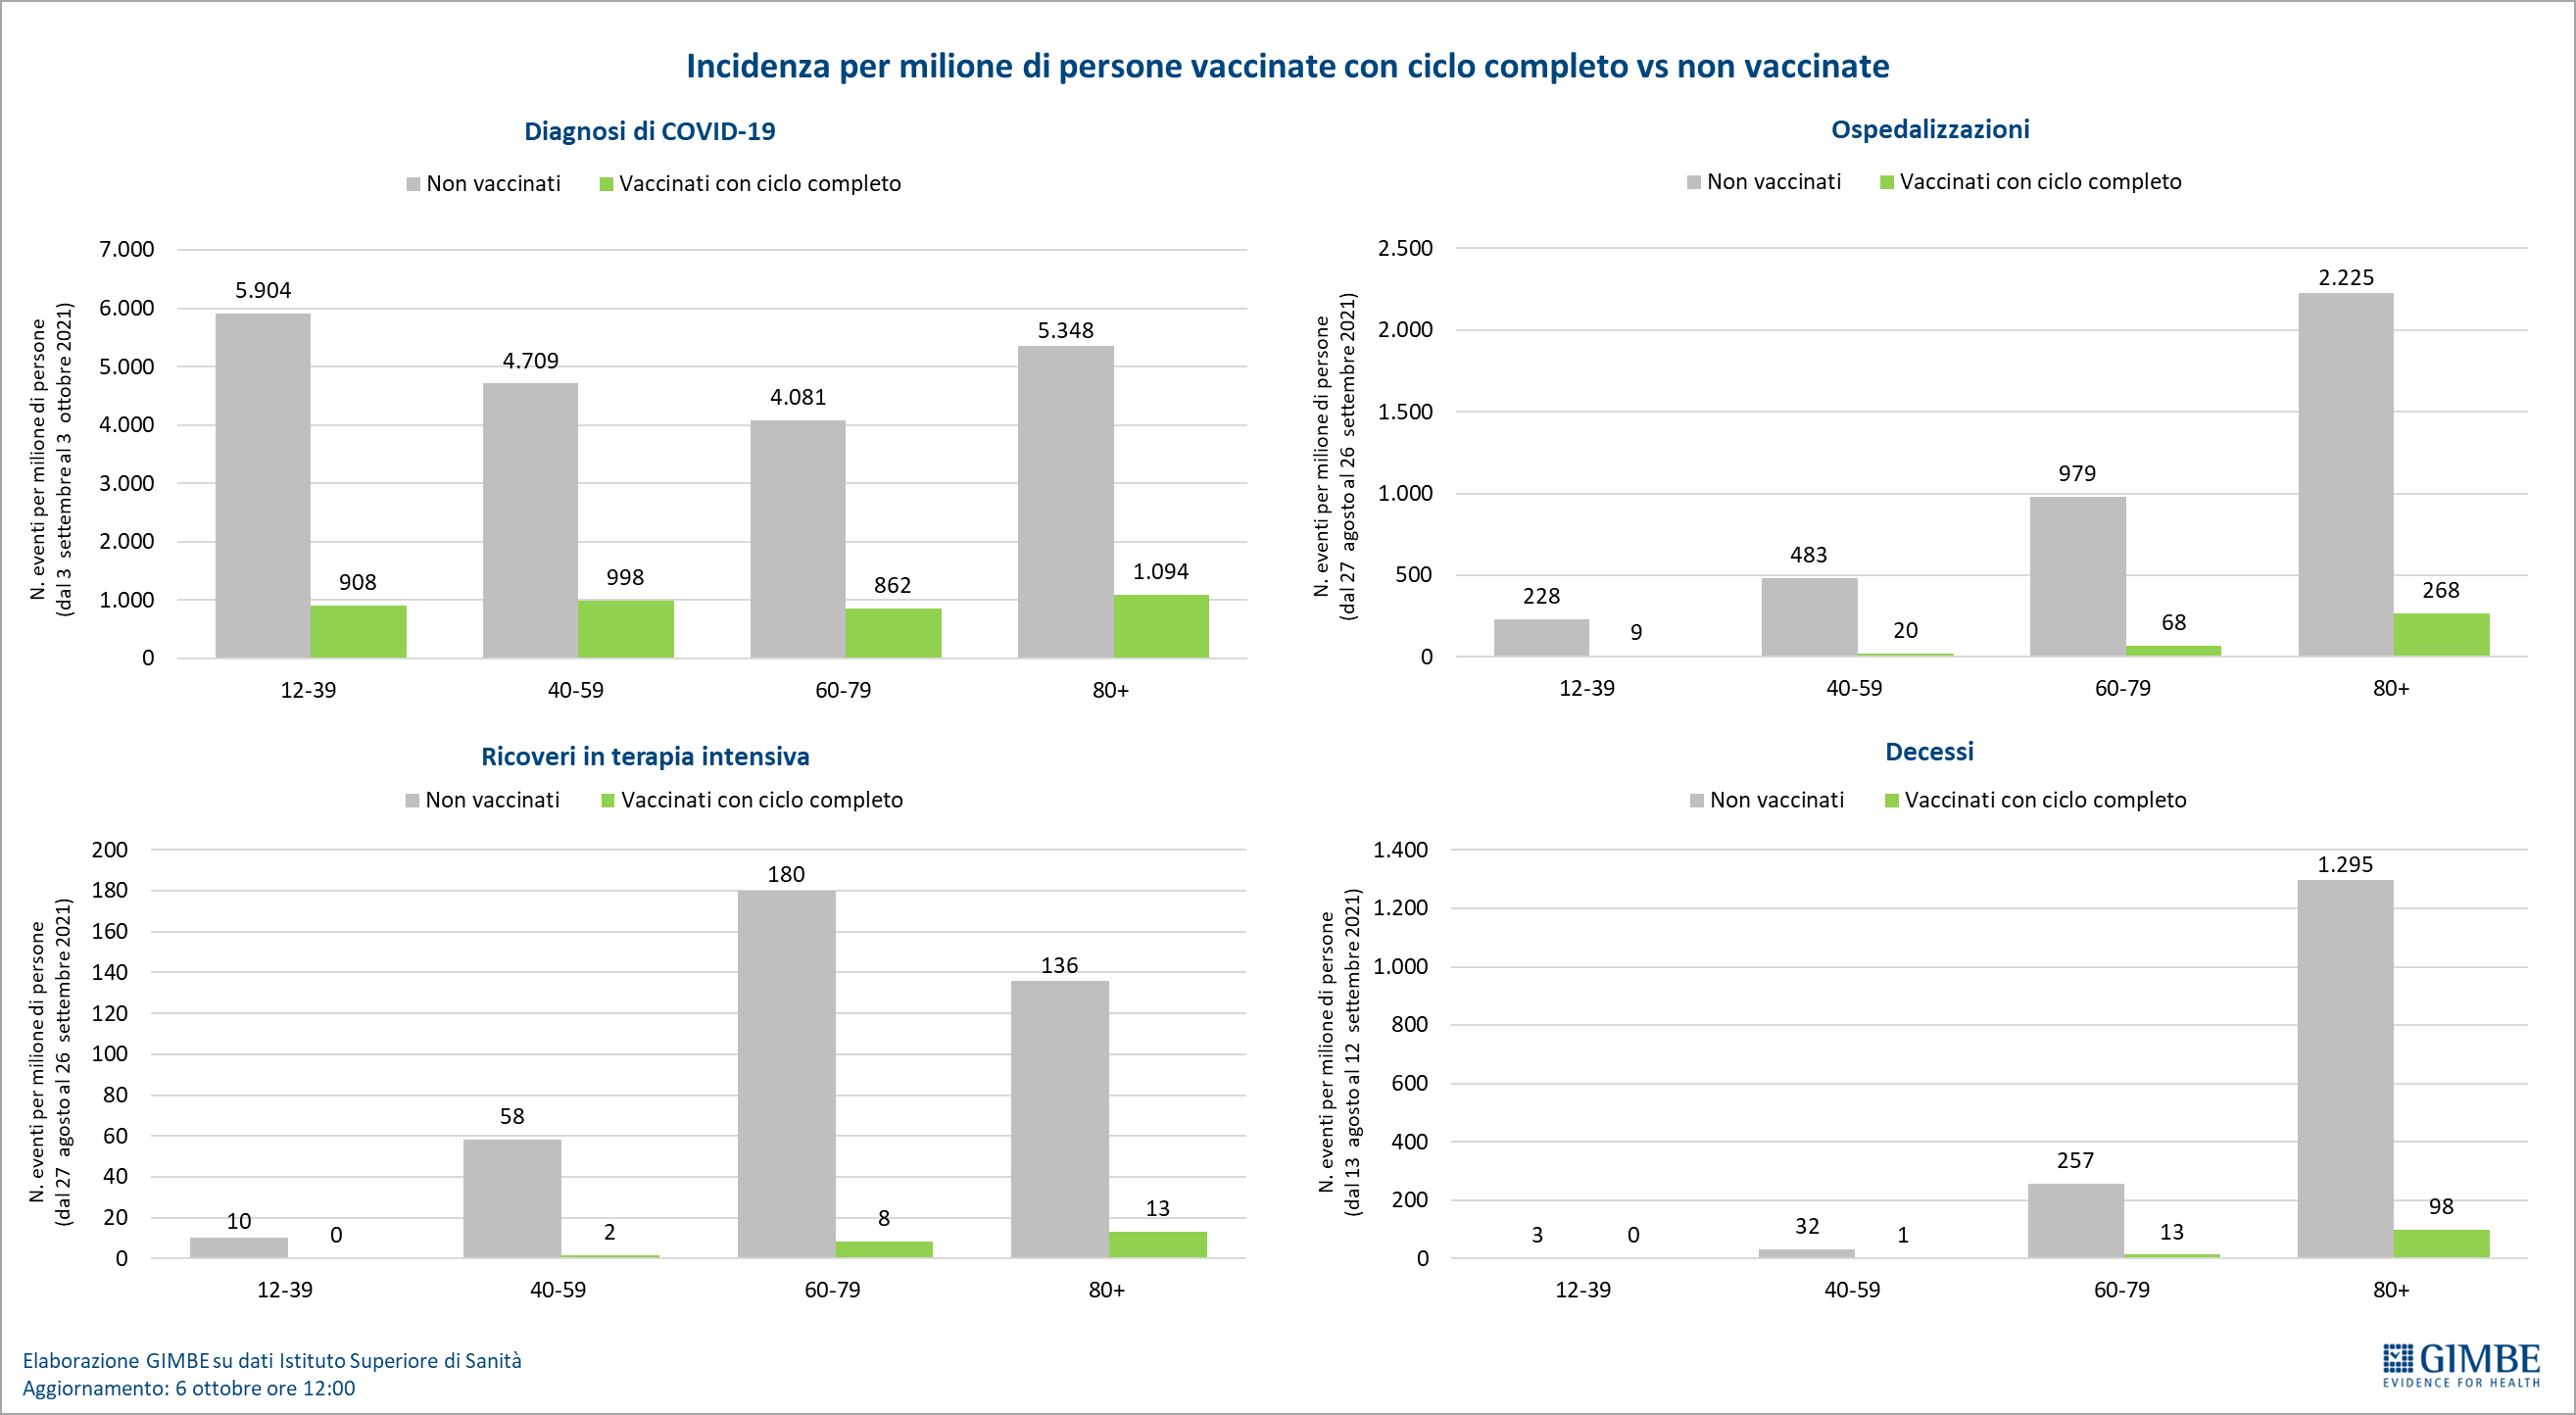 Incidenza per milione di persone vaccinate con ciclo completo vs non vaccinate
Diagnosi di COVID-19
Non vaccinati Vaccinati con ciclo completo
N. eventi per milione di persone
(dal 3 settembre al 3 ottobre 2021)
7.000
6.000
5.000
4.000
3.000
2.000
1.000
0
5.904
908
4.709
998
4.081
862
5.348
1.094
12-39 40-59 60-79 80+
Ospedalizzazioni
Non vaccinati Vaccinati con ciclo completo
N. eventi per milione di persone
(dal 27 agosto al 26 settembre 2021)
2.500
2.000
1.500
1.000
500
0
228
9
483
20
979
68
2.225
268
12-39 40-59 60-79 80+
Ricoveri in terapia intensiva
Non vaccinati Vaccinati con ciclo completo
N. eventi per milione di persone
(dal 27 agosto al 26 settembre 2021)
200
180
160
140
120
100
80
60
40
20
0
10
0
58
2
180
8
136
13
12-39 40-59 60-79 80+
Decessi
Non vaccinati Vaccinati con ciclo completo
N. eventi per milione di persone
(dal 13 agosto al 12 settembre 2021)
1.400
1.200
1.000
800
600
400
200
0
3
0
32
1
257
13
1.295
98
12-39 40-59 60-79 80+
Elaborazione GIMBE su dati Istituto Superiore di Sanità
Aggiornamento: 6 ottobre ore 12:00
GIMBE
EVIDENCE FOR HEALTH